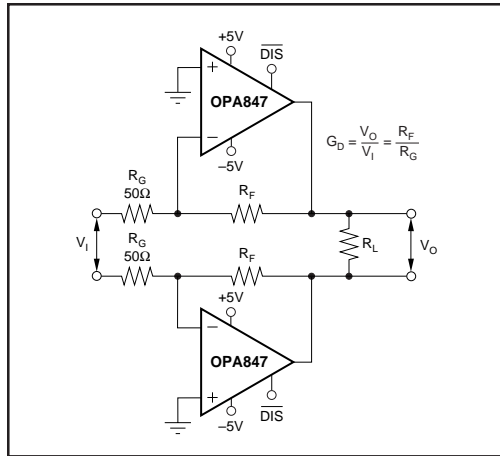 +5V
DIS
+
OPA847
−
−5V
G_D = V_O / V_I = R_F / R_G
R_G
50Ω
R_F
V_I
R_L
V_O
R_G
50Ω
R_F
+5V
−
OPA847
+
−5V
DIS